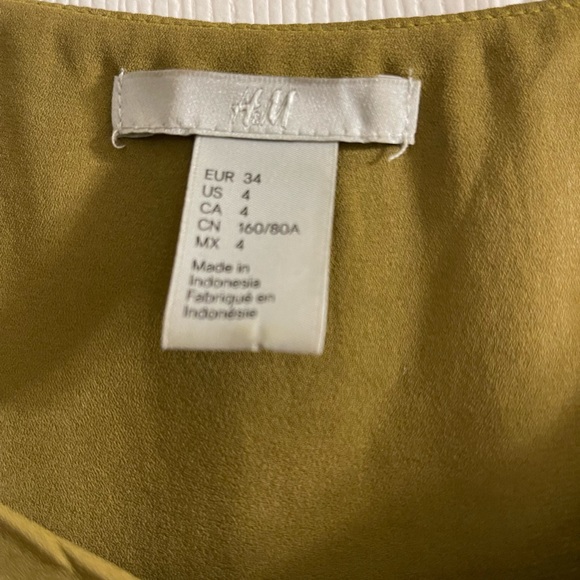 H&M
EUR 34
US 4
CA 4
CN 160/80A
MX 4
Made in
Indonesia
Fabriqué en
Indonésie